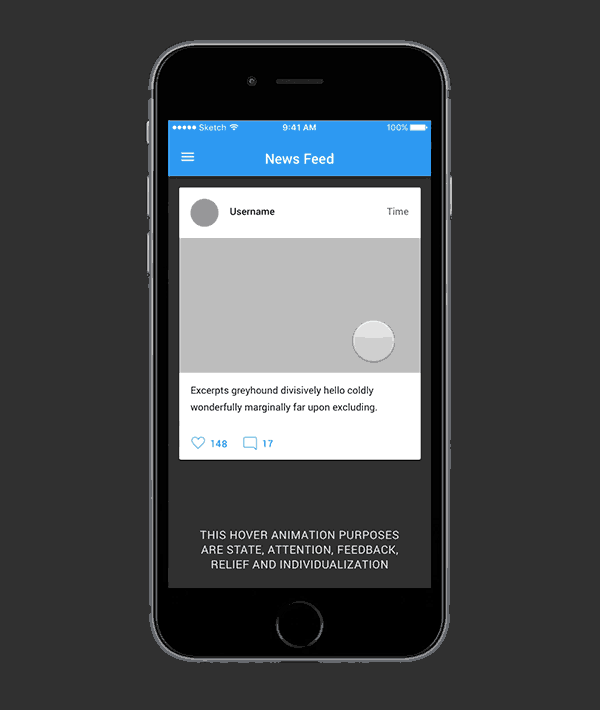 Sketch 9:41 AM 100%
News Feed
Username Time
Excerpts greyhound divisively hello coldly
wonderfully marginally far upon excluding.
148 17
THIS HOVER ANIMATION PURPOSES
ARE STATE, ATTENTION, FEEDBACK,
RELIEF AND INDIVIDUALIZATION